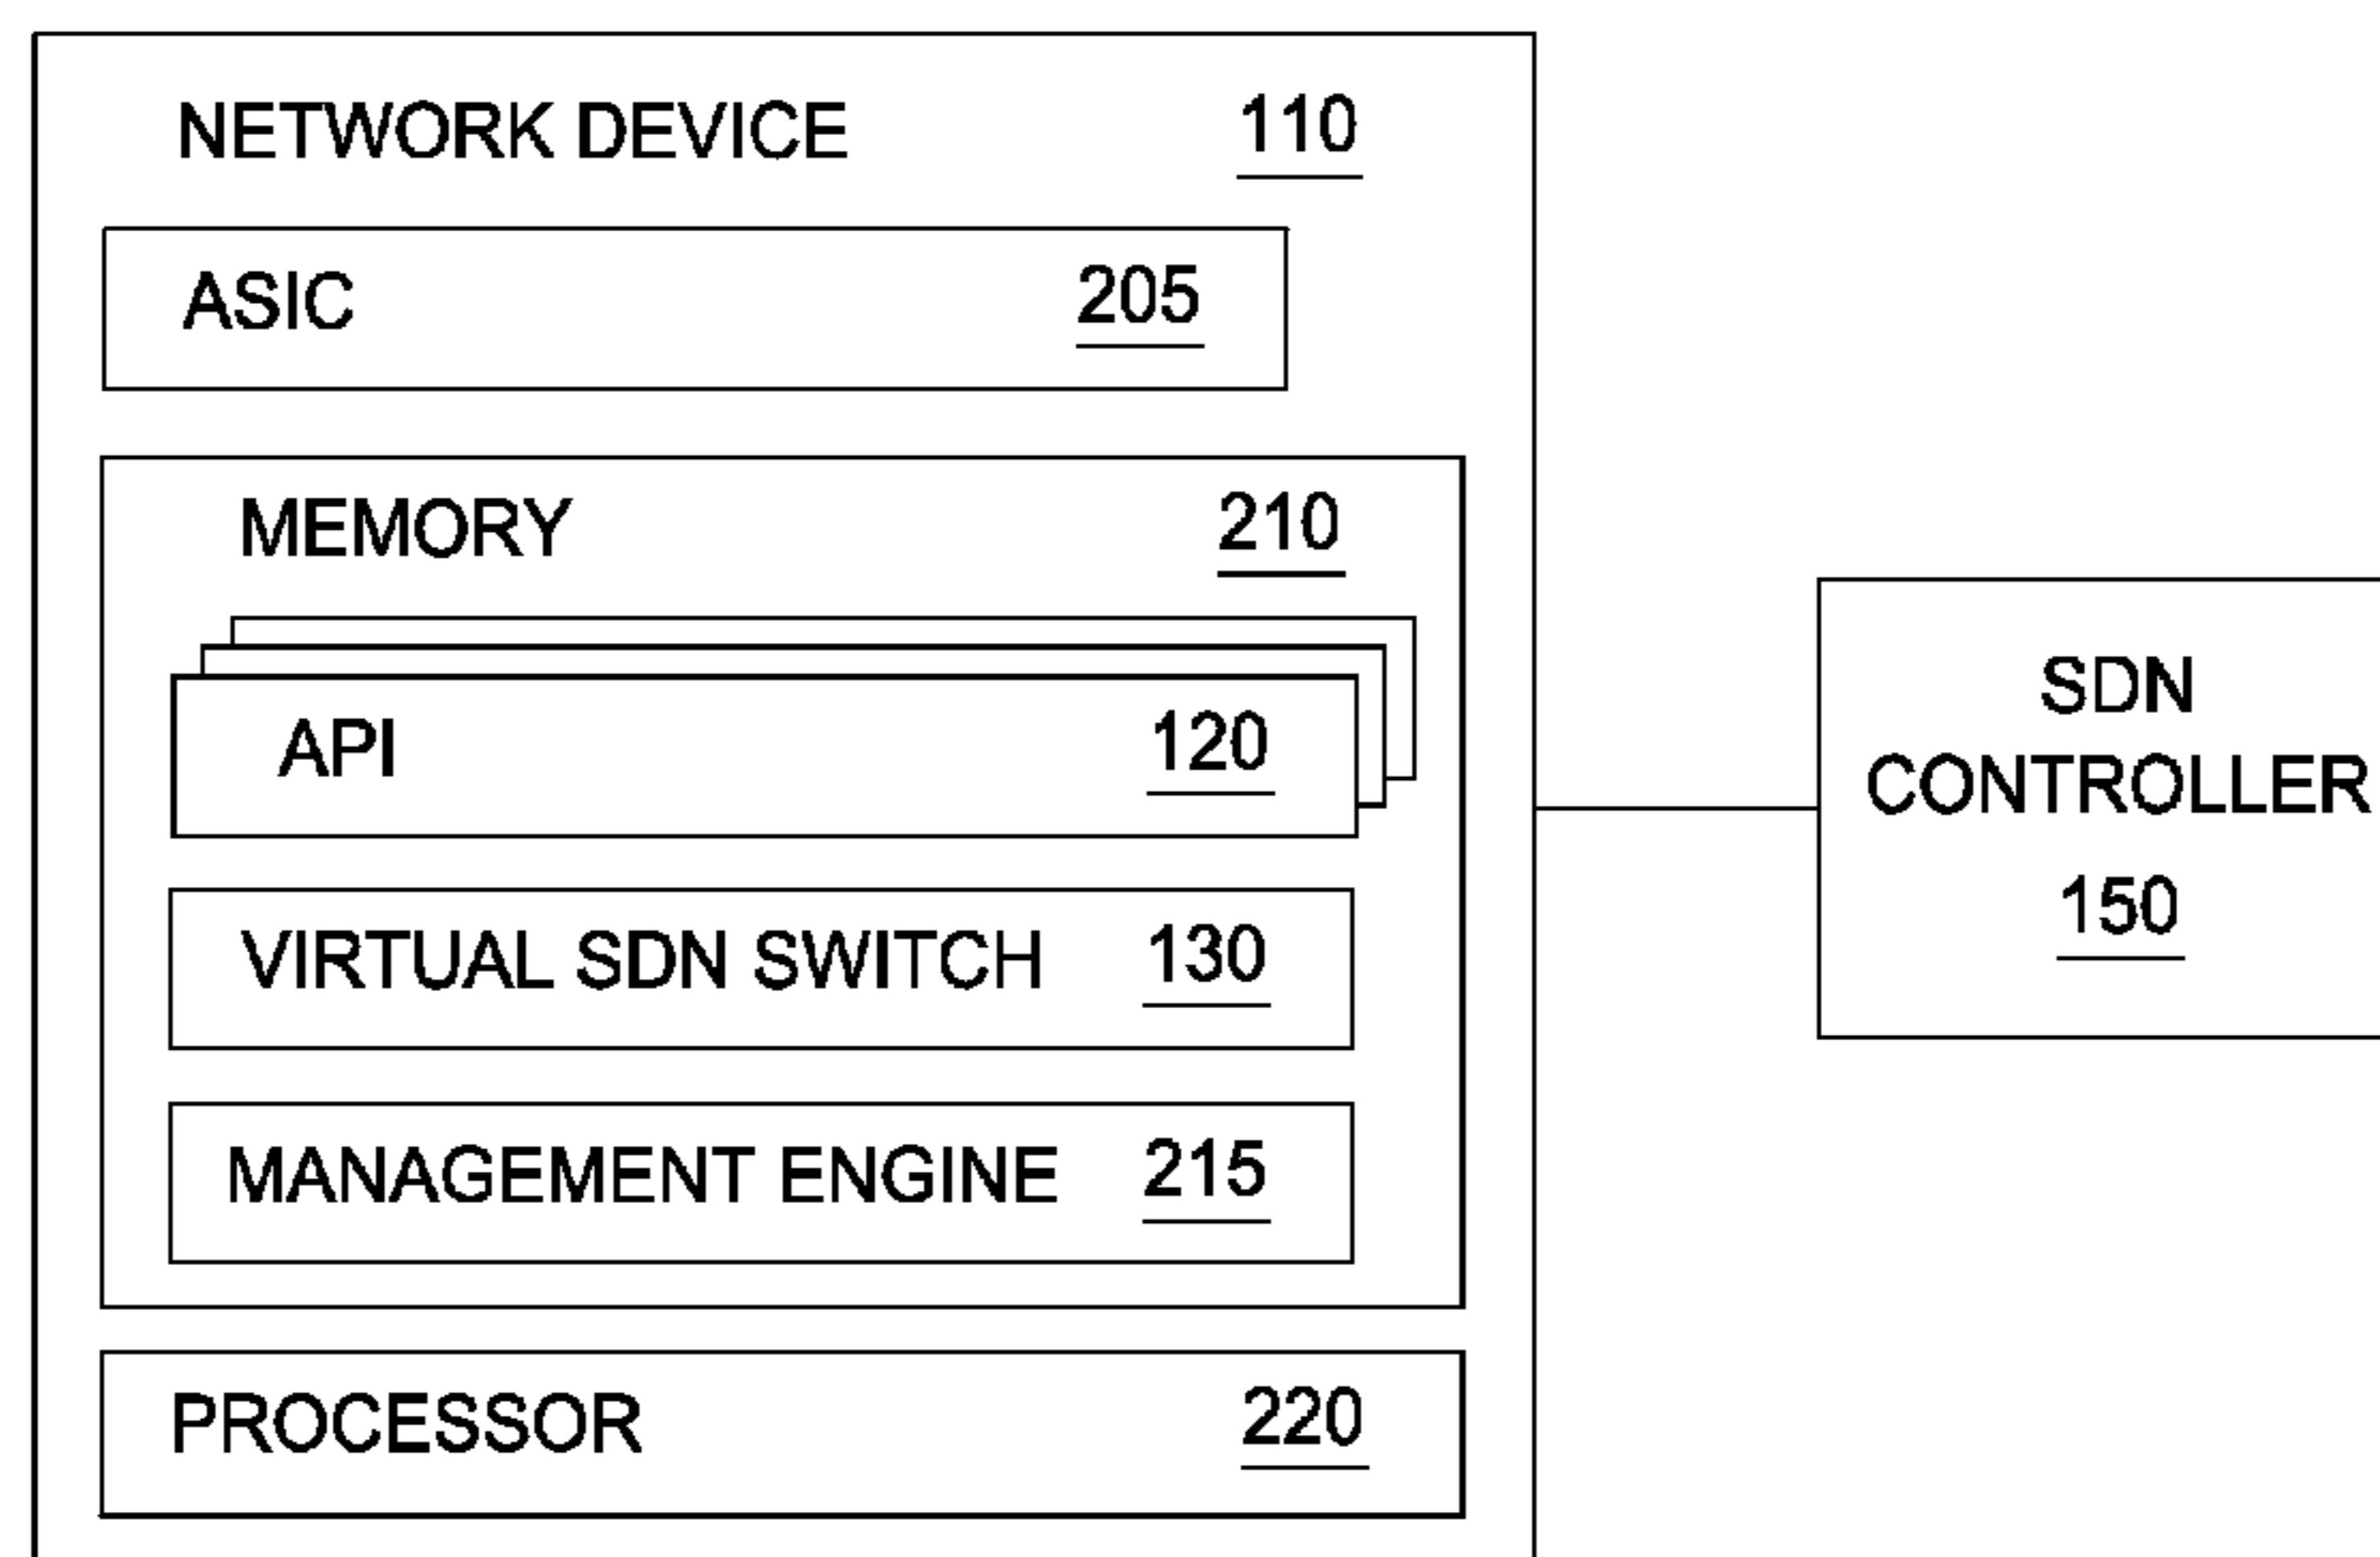 NETWORK DEVICE 110
ASIC 205
MEMORY 210
API 120
VIRTUAL SDN SWITCH 130
MANAGEMENT ENGINE 215
PROCESSOR 220
SDN
CONTROLLER
150